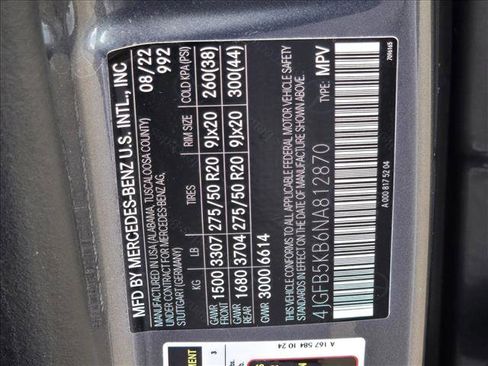 MFD BY MERCEDES-BENZ U.S. INTL., INC
MANUFACTURED IN USA (ALABAMA, TUSCALOOSA COUNTY)
UNDER CONTRACT FOR MERCEDES-BENZ AG,
STUTTGART (GERMANY)
08/22
992
KG LB TIRES RIM SIZE COLD KPA(PSI)
1500 3307 275/50 R20 9Jx20 260(38)
FRONT
1680 3704 275/50 R20 9Jx20 300(44)
REAR
GAWR 3000 6614
THIS VEHICLE CONFORMS TO ALL APPLICABLE FEDERAL MOTOR VEHICLE SAFETY
STANDARDS IN EFFECT ON THE DATE OF MANUFACTURE SHOWN ABOVE.
4JGFB5KB6NA812870
TYPE: MPV
A 000 817 52 04
A 167 584 10 24
3